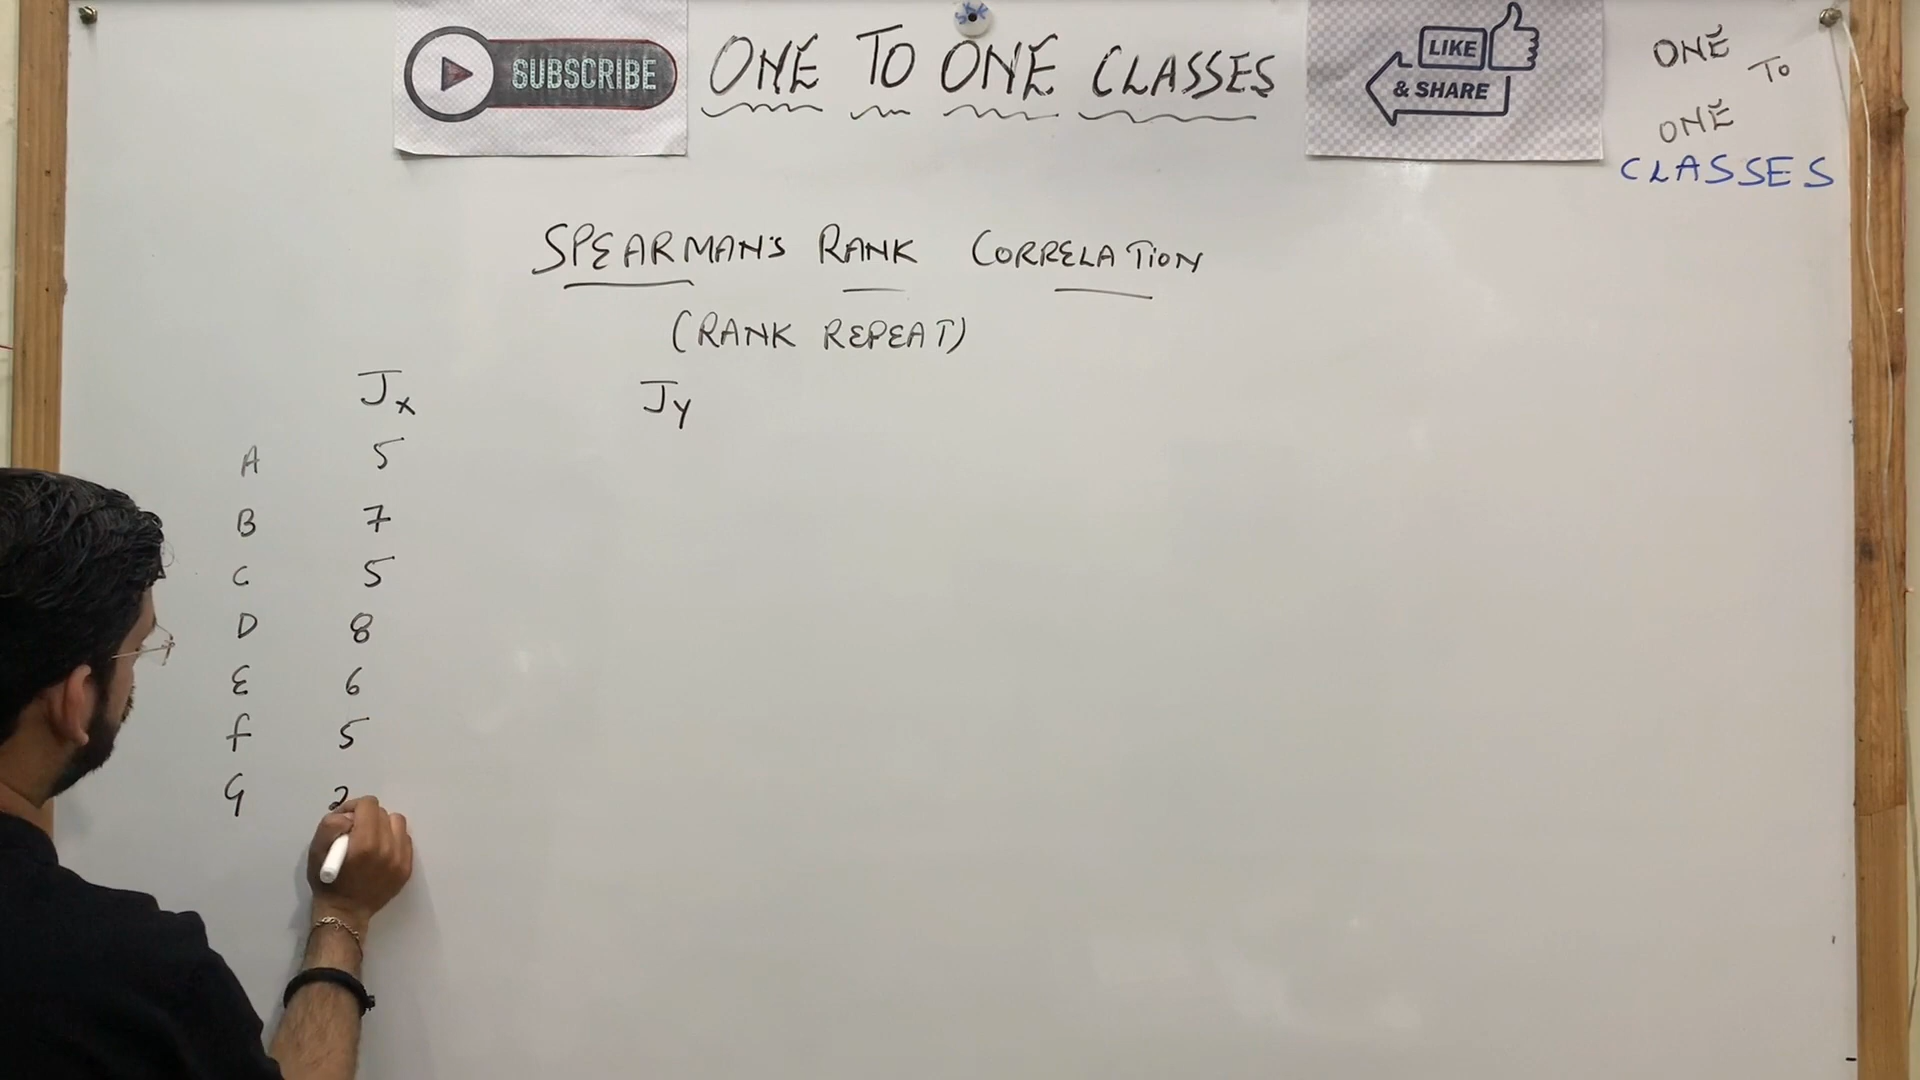 SUBSCRIBE
ONE TO ONE CLASSES
LIKE
& SHARE
ONE
TO
ONE
CLASSES
SPEARMAN'S RANK CORRELATION
(RANK REPEAT)
Jx Jy
A 5
B 7
C 5
D 8
E 6
F 5
G 2